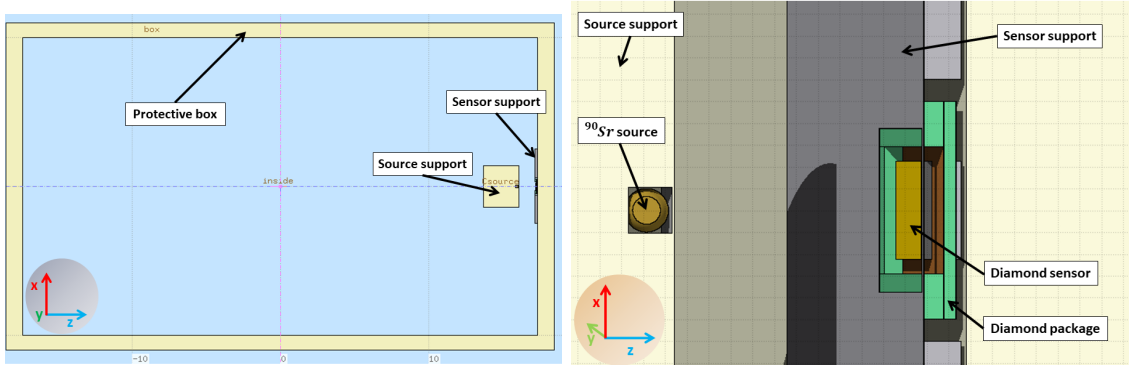 box
Protective box
Sensor support
Source support
Csource
inside
x
y
z
-10
0
10
Source support
Sensor support
⁹⁰Sr source
Diamond sensor
Diamond package
x
y
z